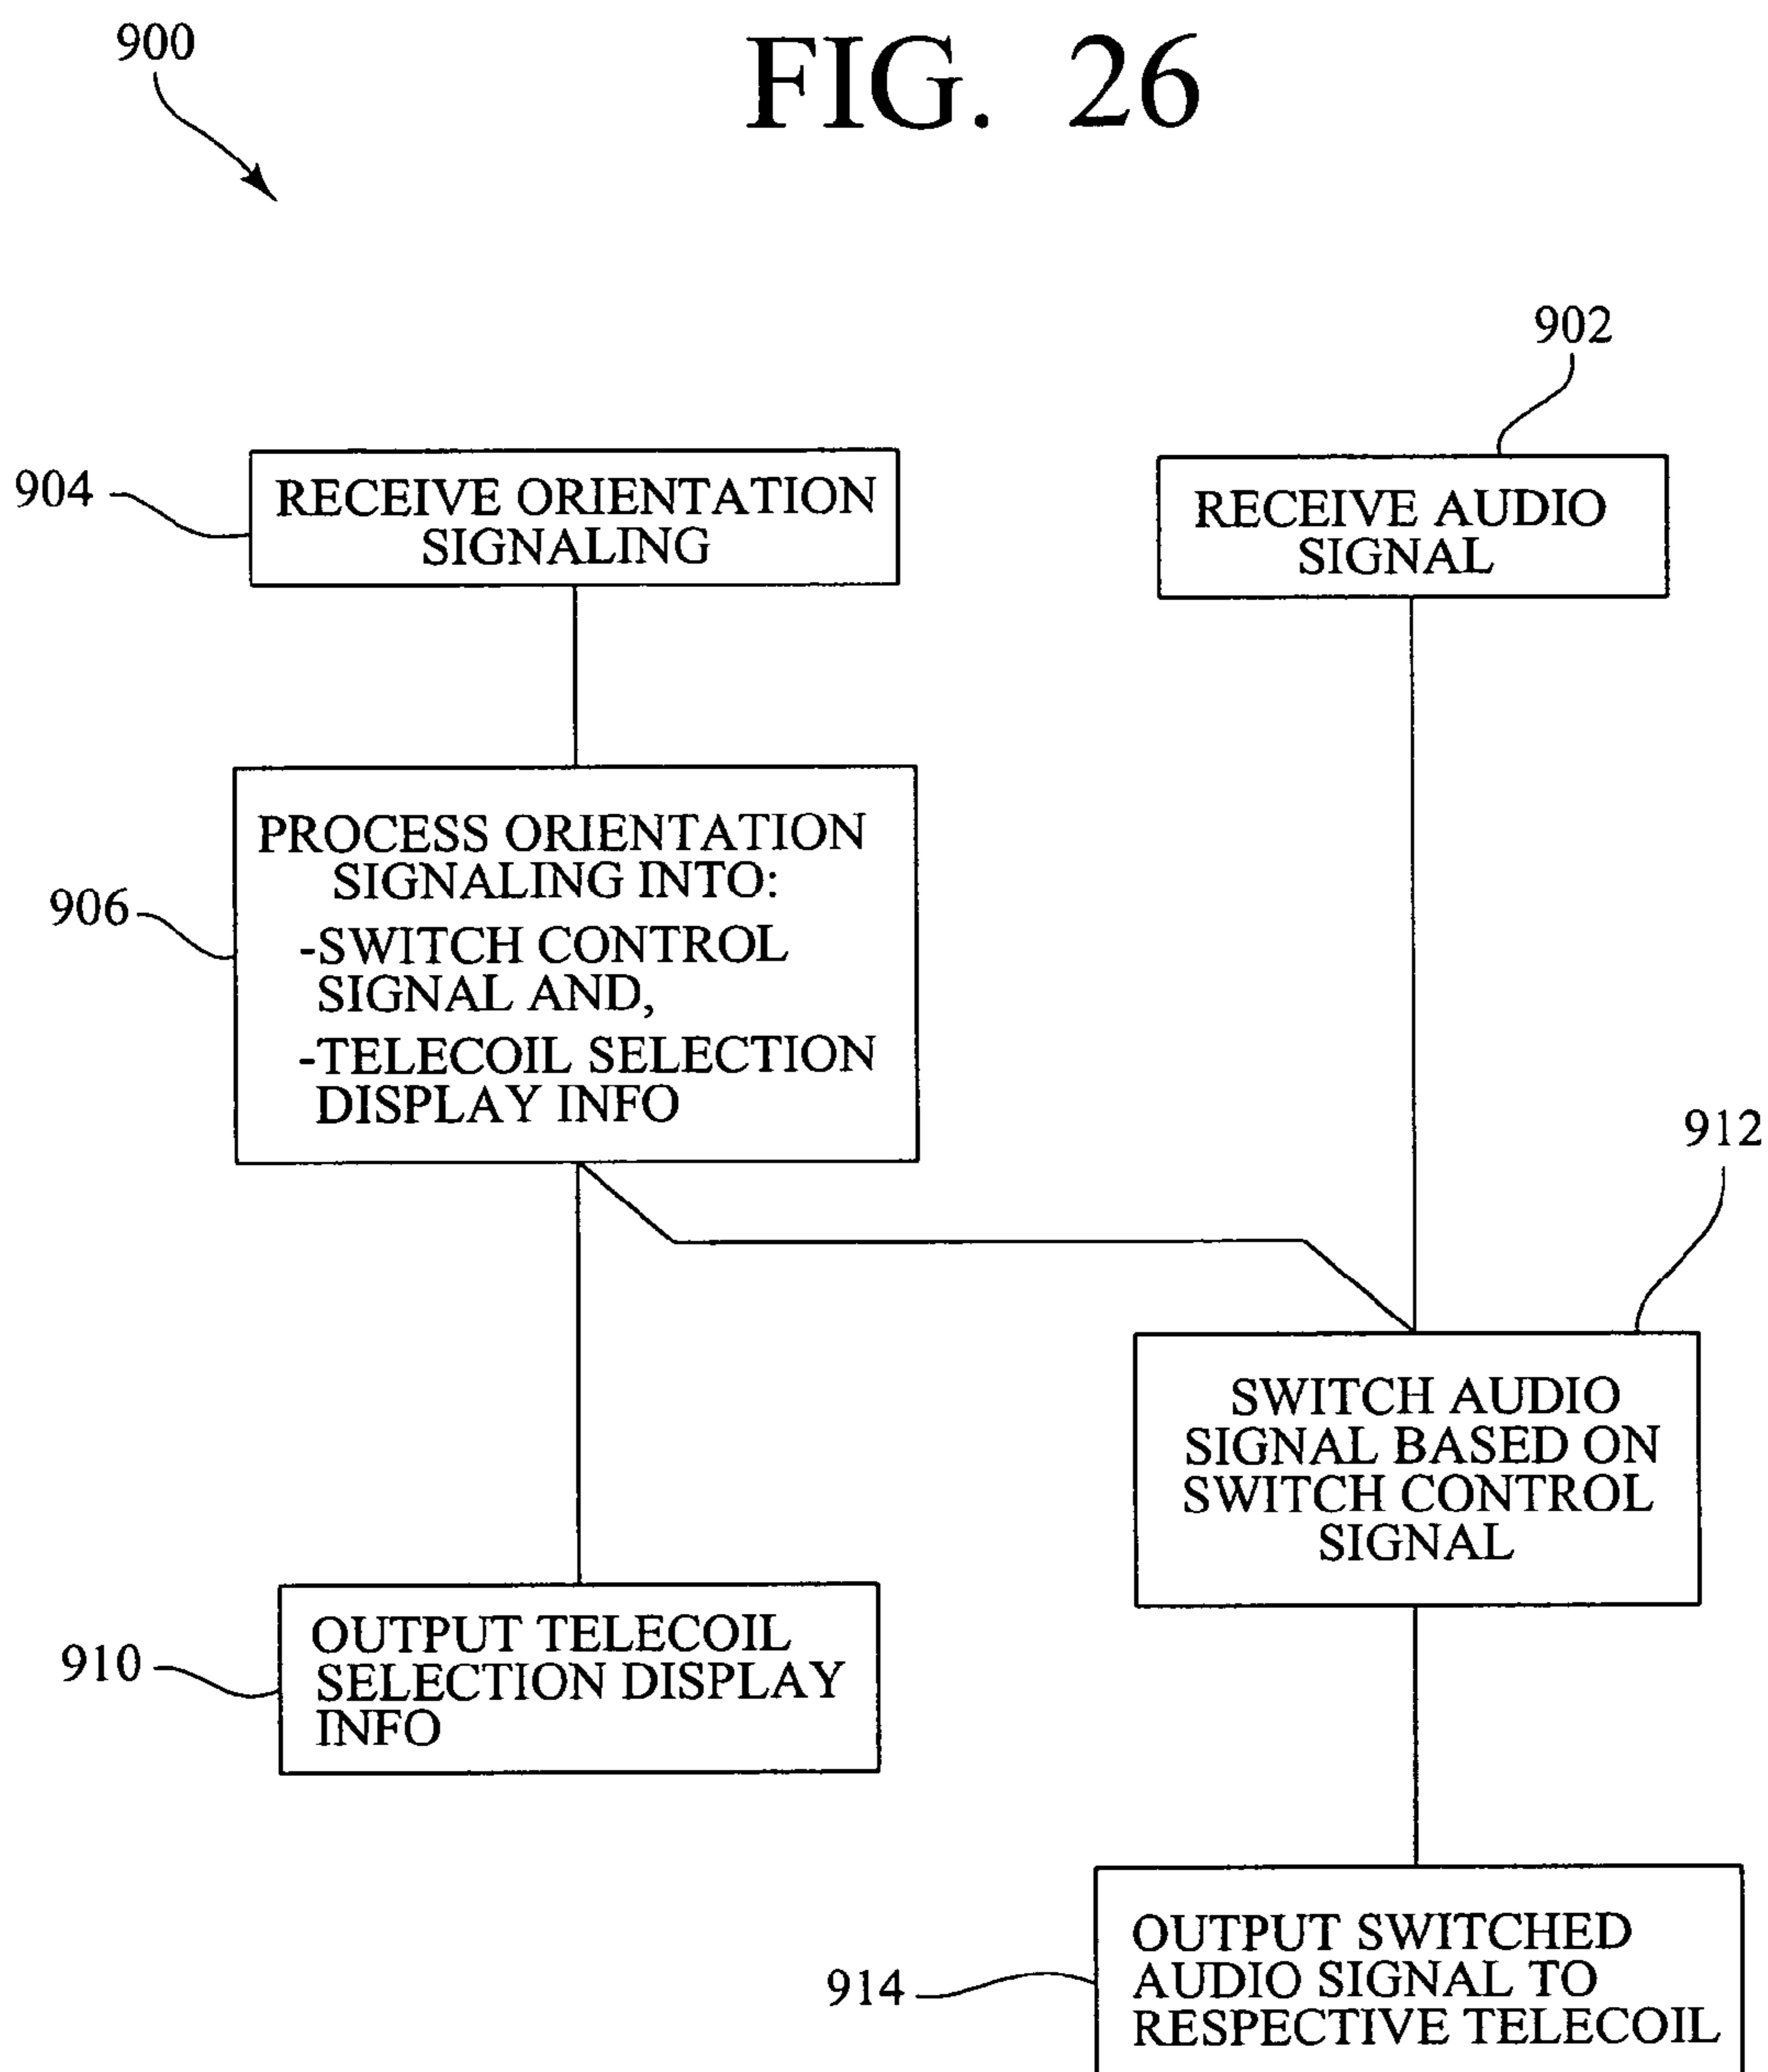 900
FIG. 26
902
904
RECEIVE ORIENTATION
SIGNALING
RECEIVE AUDIO
SIGNAL
906
PROCESS ORIENTATION
SIGNALING INTO:
-SWITCH CONTROL
SIGNAL AND,
-TELECOIL SELECTION
DISPLAY INFO
912
SWITCH AUDIO
SIGNAL BASED ON
SWITCH CONTROL
SIGNAL
910
OUTPUT TELECOIL
SELECTION DISPLAY
INFO
914
OUTPUT SWITCHED
AUDIO SIGNAL TO
RESPECTIVE TELECOIL